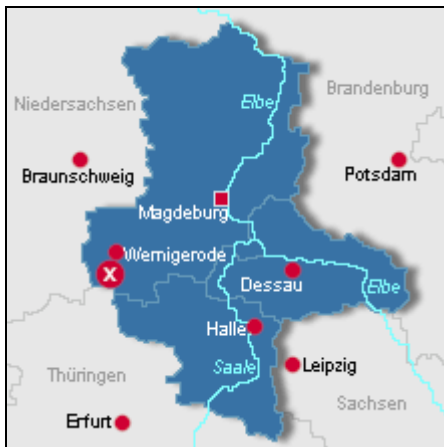 Elbe
Niedersachsen
Brandenburg
Braunschweig
Potsdam
Magdeburg
Wernigerode
X
Dessau
Elbe
Halle
Saale
Leipzig
Thüringen
Sachsen
Erfurt